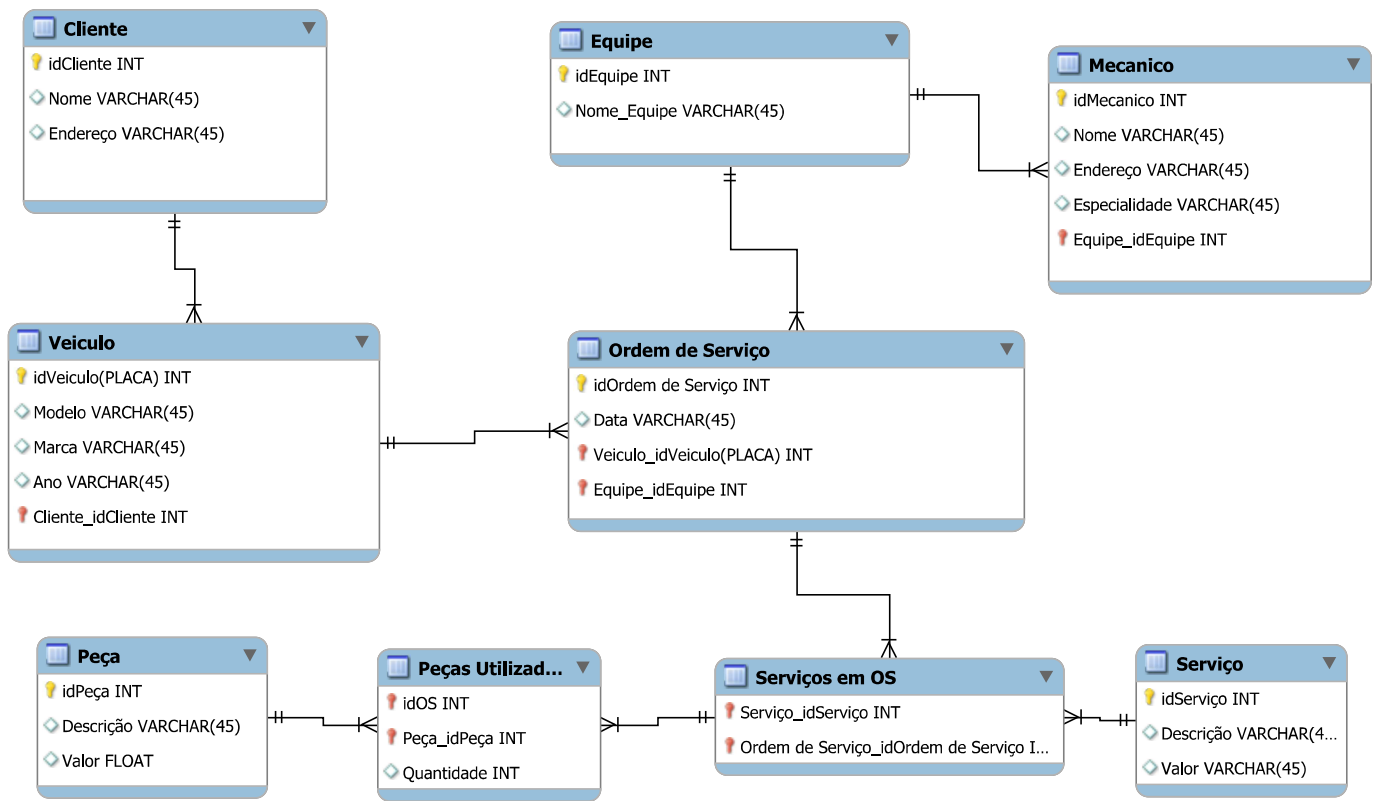 Cliente
idCliente INT
Nome VARCHAR(45)
Endereço VARCHAR(45)
Equipe
idEquipe INT
Nome_Equipe VARCHAR(45)
Mecanico
idMecanico INT
Nome VARCHAR(45)
Endereço VARCHAR(45)
Especialidade VARCHAR(45)
Equipe_idEquipe INT
Veiculo
idVeiculo(PLACA) INT
Modelo VARCHAR(45)
Marca VARCHAR(45)
Ano VARCHAR(45)
Cliente_idCliente INT
Ordem de Serviço
idOrdem de Serviço INT
Data VARCHAR(45)
Veiculo_idVeiculo(PLACA) INT
Equipe_idEquipe INT
Peça
idPeça INT
Descrição VARCHAR(45)
Valor FLOAT
Peças Utilizad...
idOS INT
Peça_idPeça INT
Quantidade INT
Serviços em OS
Serviço_idServiço INT
Ordem de Serviço_idOrdem de Serviço I...
Serviço
idServiço INT
Descrição VARCHAR(4...
Valor VARCHAR(45)